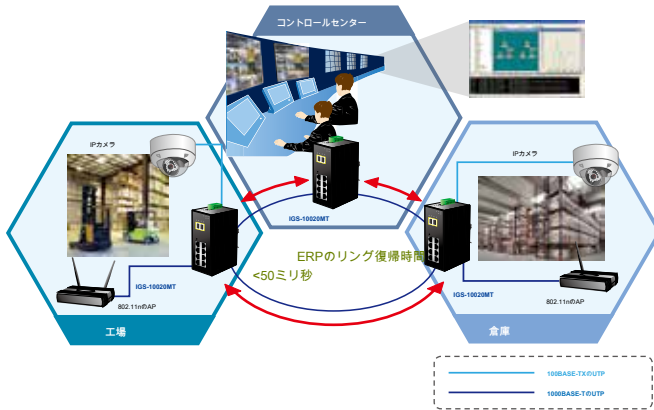 コントロールセンター
IPカメラ
IPカメラ
IGS-10020MT
ERPのリング復帰時間
<50ミリ秒
IGS-10020MT
IGS-10020MT
802.11nのAP
802.11nのAP
工場
倉庫
100BASE-TXのUTP
1000BASE-TのUTP